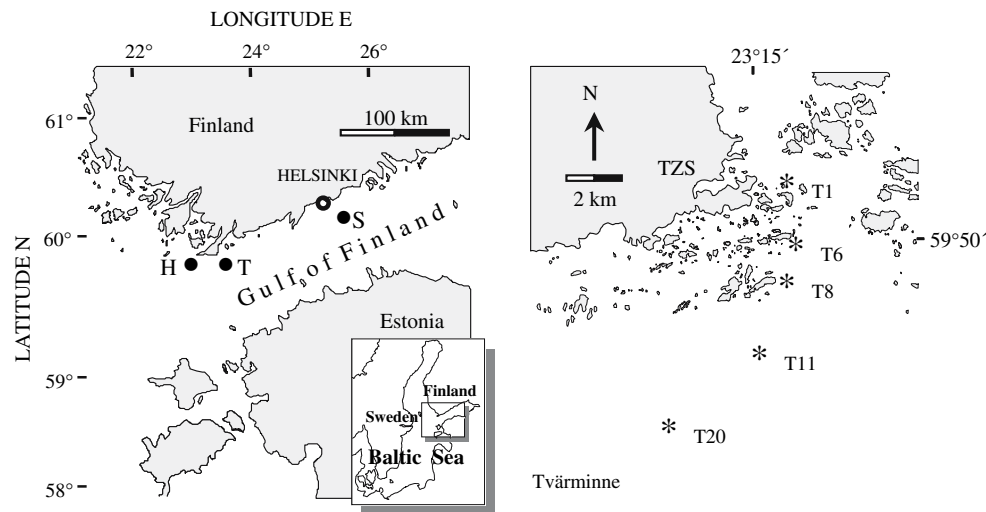 LONGITUDE E
22° 24° 26°
LATITUDE N
61°
60°
59°
58°
Finland
100 km
HELSINKI
S
H
T
Gulf of Finland
Estonia
Finland
Sweden
Baltic Sea
23°15´
N
TZS
2 km
T1
59°50´
T6
T8
T11
T20
Tvärminne